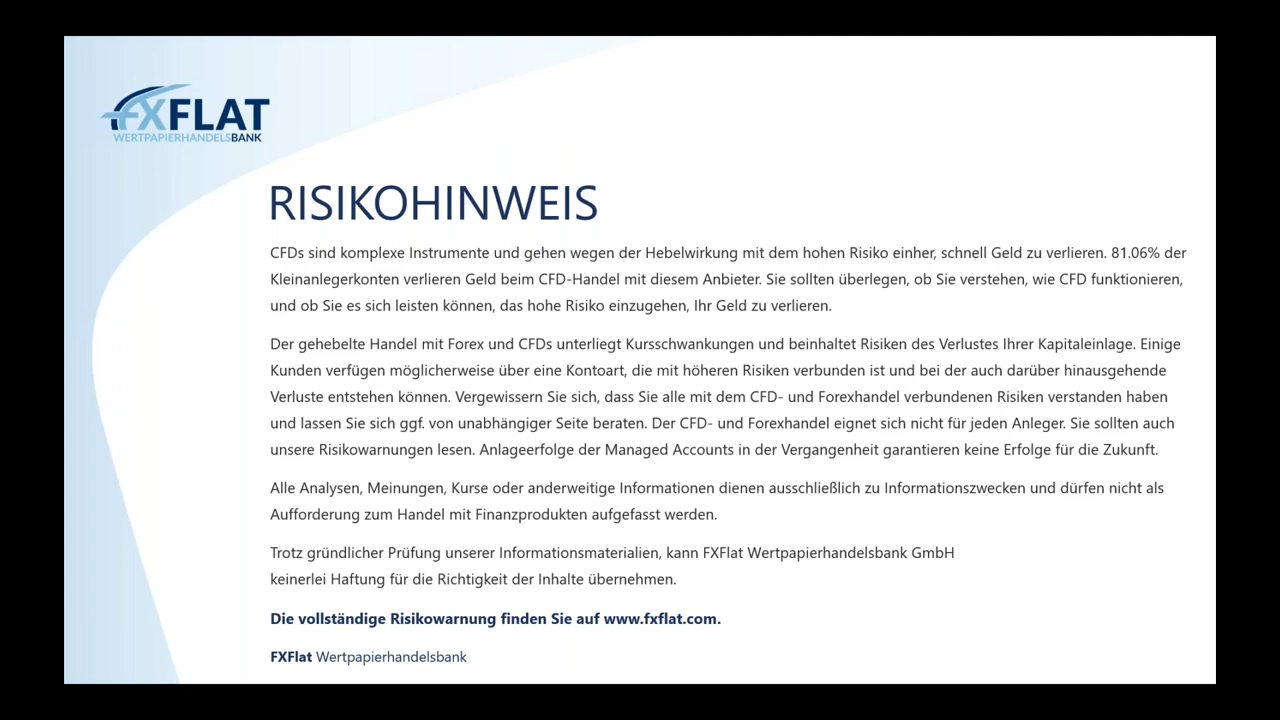 FXFLAT
WERTPAPIERHANDELSBANK
RISIKOHINWEIS
CFDs sind komplexe Instrumente und gehen wegen der Hebelwirkung mit dem hohen Risiko einher, schnell Geld zu verlieren. 81.06% der
Kleinanlegerkonten verlieren Geld beim CFD-Handel mit diesem Anbieter. Sie sollten überlegen, ob Sie verstehen, wie CFD funktionieren,
und ob Sie es sich leisten können, das hohe Risiko einzugehen, Ihr Geld zu verlieren.
Der gehebelte Handel mit Forex und CFDs unterliegt Kursschwankungen und beinhaltet Risiken des Verlustes Ihrer Kapitaleinlage. Einige
Kunden verfügen möglicherweise über eine Kontoart, die mit höheren Risiken verbunden ist und bei der auch darüber hinausgehende
Verluste entstehen können. Vergewissern Sie sich, dass Sie alle mit dem CFD- und Forexhandel verbundenen Risiken verstanden haben
und lassen Sie sich ggf. von unabhängiger Seite beraten. Der CFD- und Forexhandel eignet sich nicht für jeden Anleger. Sie sollten auch
unsere Risikowarnungen lesen. Anlageerfolge der Managed Accounts in der Vergangenheit garantieren keine Erfolge für die Zukunft.
Alle Analysen, Meinungen, Kurse oder anderweitige Informationen dienen ausschließlich zu Informationszwecken und dürfen nicht als
Aufforderung zum Handel mit Finanzprodukten aufgefasst werden.
Trotz gründlicher Prüfung unserer Informationsmaterialien, kann FXFlat Wertpapierhandelsbank GmbH
keinerlei Haftung für die Richtigkeit der Inhalte übernehmen.
Die vollständige Risikowarnung finden Sie auf www.fxflat.com.
FXFlat Wertpapierhandelsbank